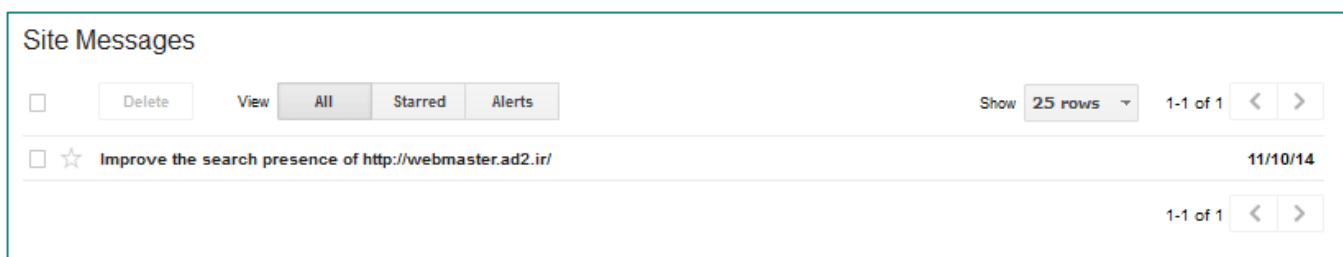 Site Messages
Delete View All Starred Alerts Show 25 rows 1-1 of 1
Improve the search presence of http://webmaster.ad2.ir/ 11/10/14
1-1 of 1